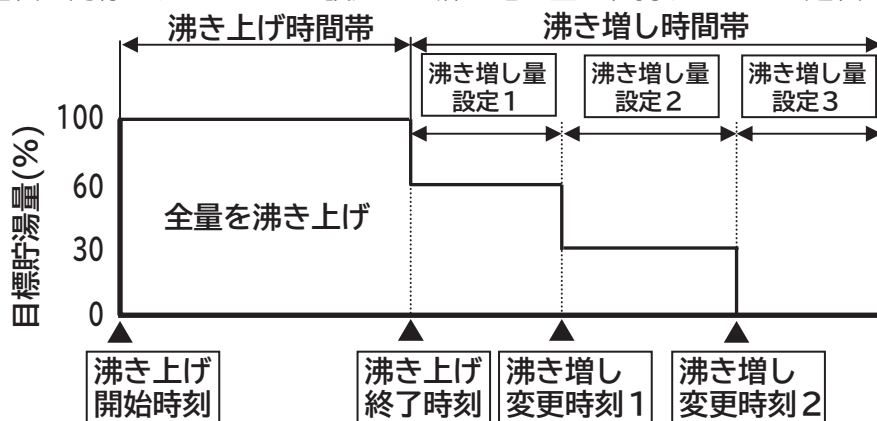 沸き上げ時間帯
沸き増し時間帯
沸き増し量
設定1
沸き増し量
設定2
沸き増し量
設定3
目標貯湯量(%)
100
60
30
0
全量を沸き上げ
沸き上げ
開始時刻
沸き上げ
終了時刻
沸き増し
変更時刻1
沸き増し
変更時刻2